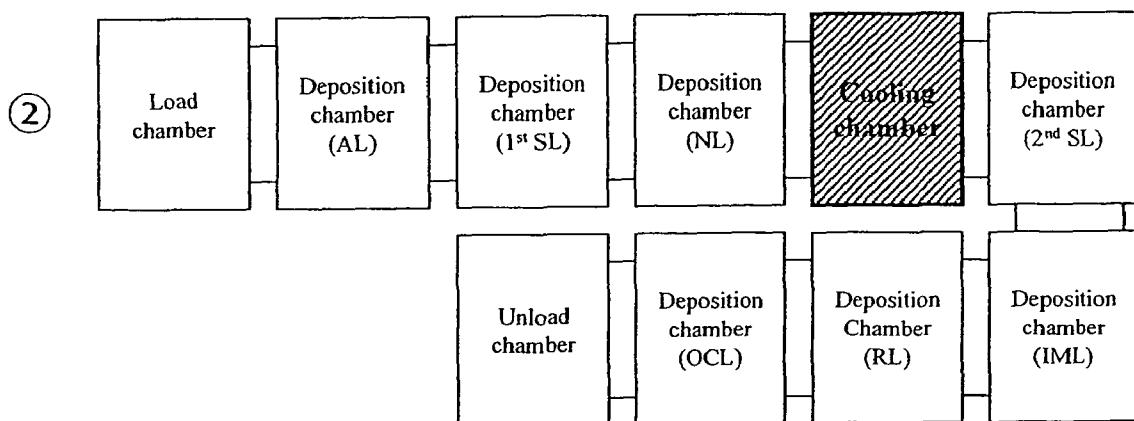 ②
Load
chamber
Deposition
chamber
(AL)
Deposition
chamber
(1st SL)
Deposition
chamber
(NL)
Cooling
chamber
Deposition
chamber
(2nd SL)
Unload
chamber
Deposition
chamber
(OCL)
Deposition
Chamber
(RL)
Deposition
chamber
(IML)